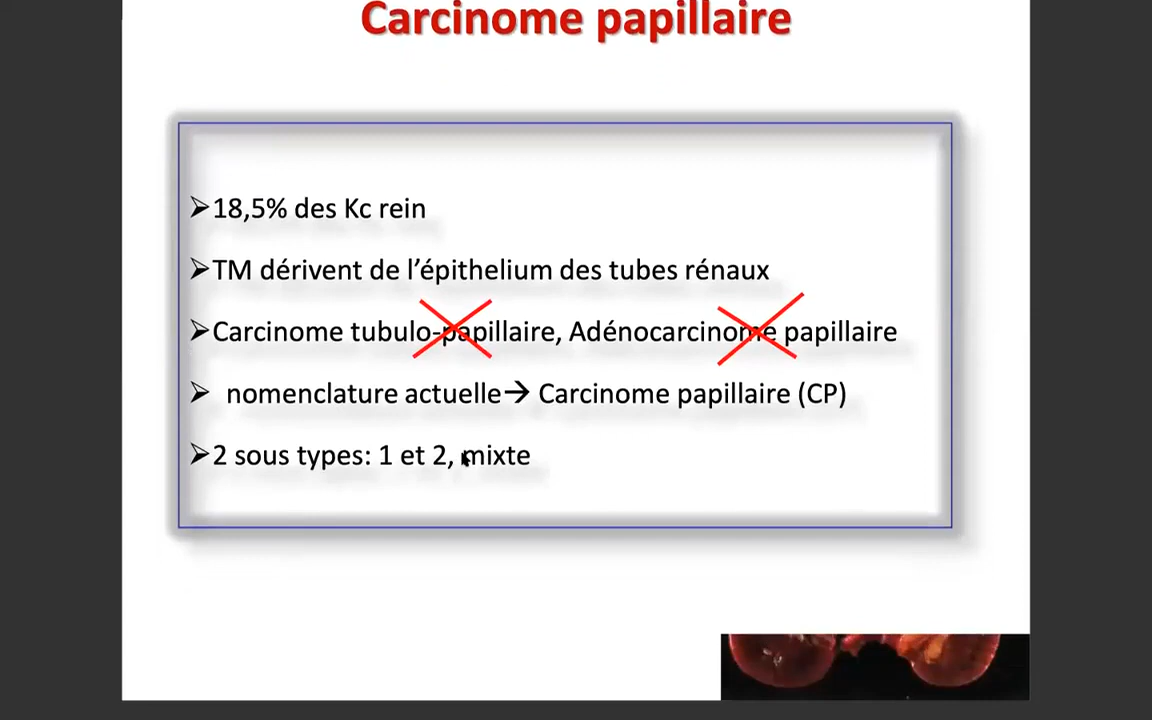 Carcinome papillaire
➢18,5% des Kc rein
➢TM dérivent de l’épithelium des tubes rénaux
➢Carcinome tubulo-papillaire, Adénocarcinome papillaire
➢ nomenclature actuelle→ Carcinome papillaire (CP)
➢2 sous types: 1 et 2, mixte